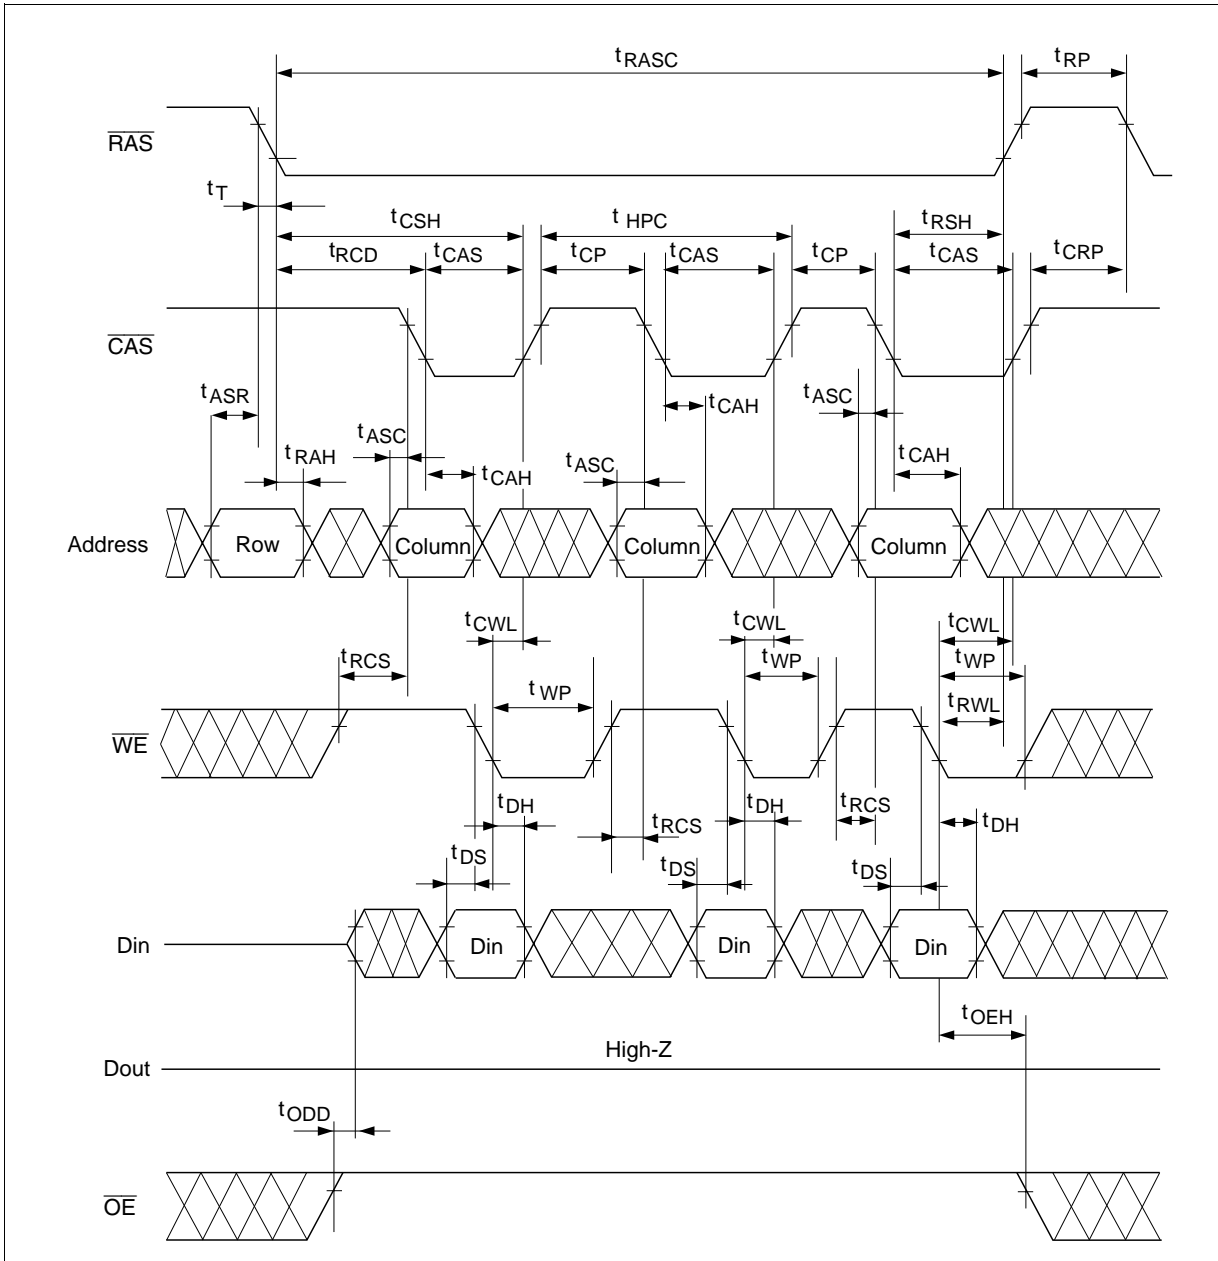 tRASC tRP
RAS
tT
tCSH tHPC tRSH
tRCD tCAS tCP tCAS tCP tCAS tCRP
CAS
tASR tCAH tASC
tASC tRAH tCAH tASC tCAH
Address Row Column Column Column
tCWL tCWL tCWL
tRCS tWP tWP tWP
tRWL
WE
tDH tRCS tDH tRCS tDH
tDS tDS tDS
Din Din Din Din
tOEH
High-Z
Dout
tODD
OE